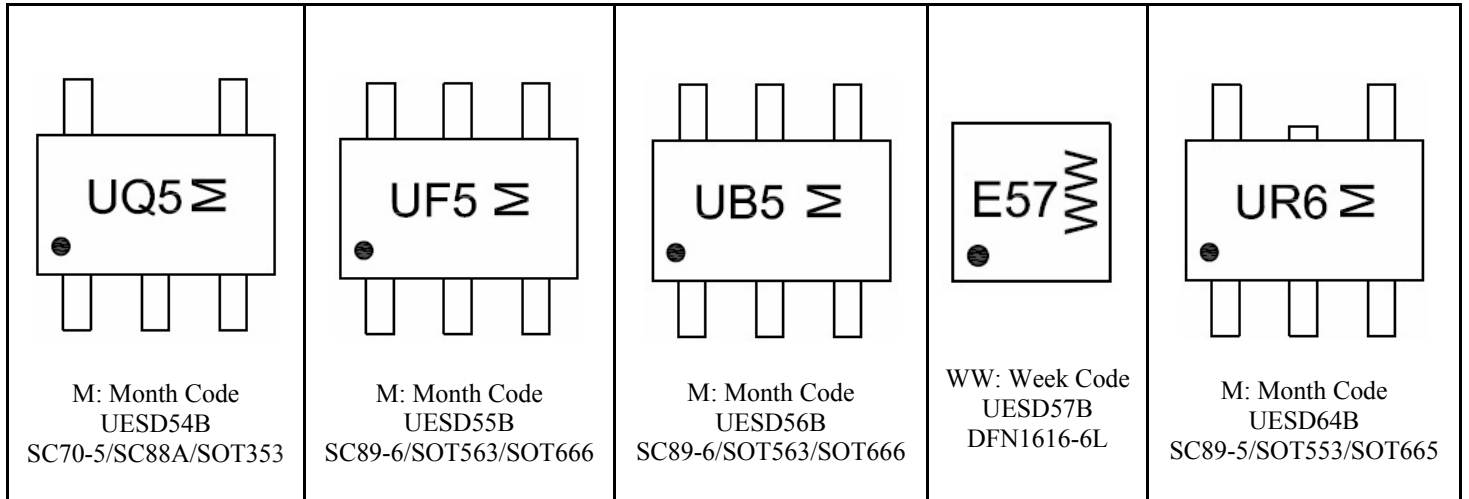 UQ5 M
M: Month Code
UESD54B
SC70-5/SC88A/SOT353
UF5 M
M: Month Code
UESD55B
SC89-6/SOT563/SOT666
UB5 M
M: Month Code
UESD56B
SC89-6/SOT563/SOT666
E57 WW
WW: Week Code
UESD57B
DFN1616-6L
UR6 M
M: Month Code
UESD64B
SC89-5/SOT553/SOT665